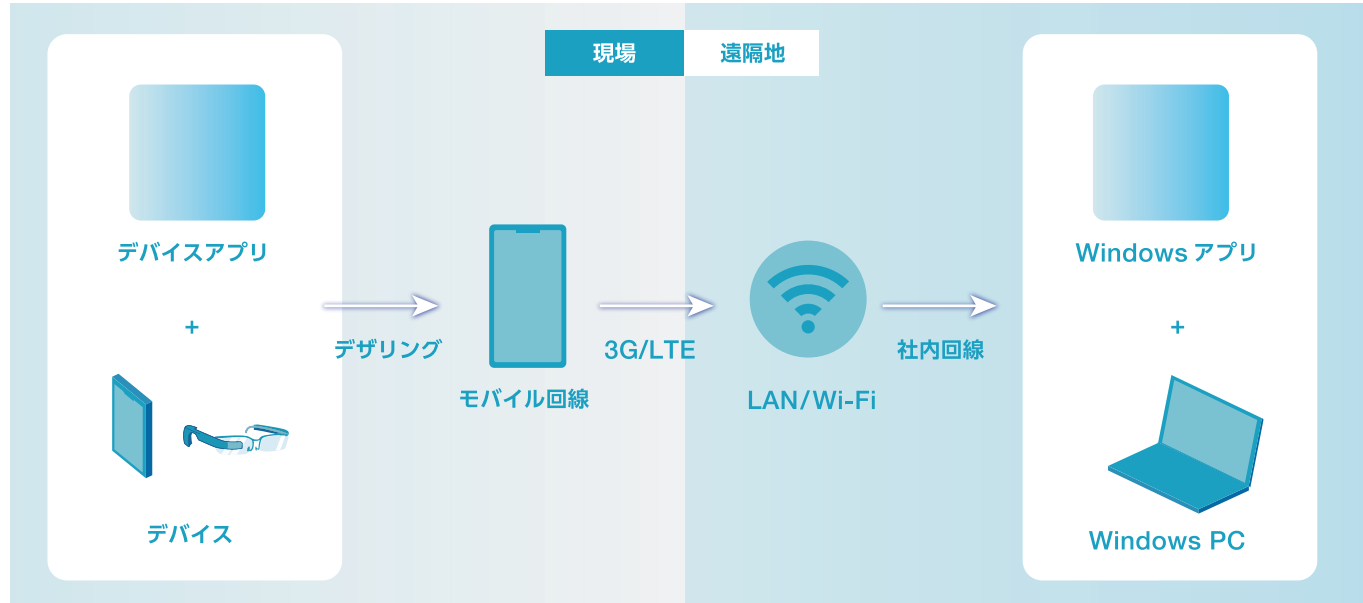 現場
遠隔地
デバイスアプリ
+
デバイス
デザリング
モバイル回線
3G/LTE
LAN/Wi-Fi
社内回線
Windows アプリ
+
Windows PC